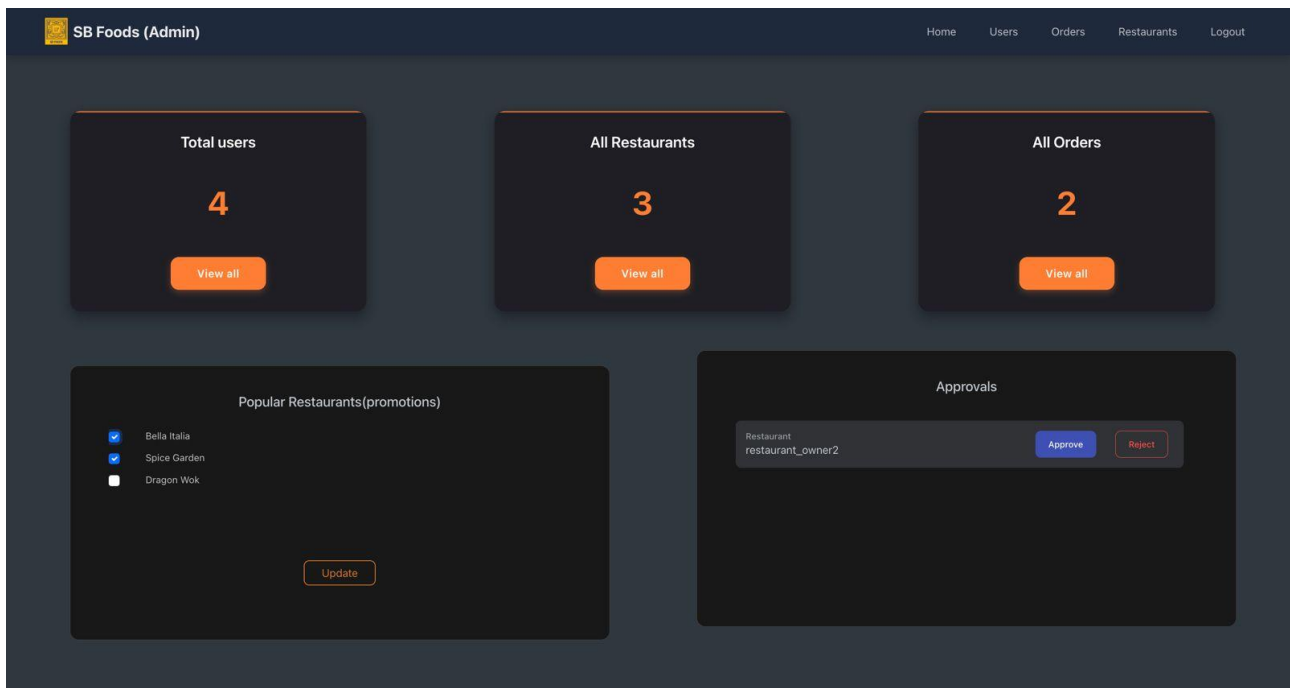 SB Foods (Admin)
Home Users Orders Restaurants Logout
Total users
4
View all
All Restaurants
3
View all
All Orders
2
View all
Popular Restaurants(promotions)
Bella Italia
Spice Garden
Dragon Wok
Update
Approvals
Restaurant
restaurant_owner2
Approve
Reject